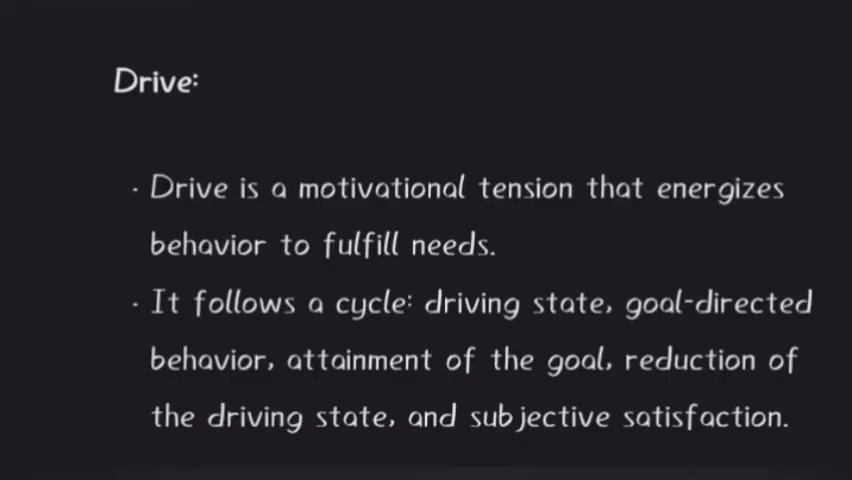 Drive:
· Drive is a motivational tension that energizes
behavior to fulfill needs.
· It follows a cycle: driving state, goal-directed
behavior, attainment of the goal, reduction of
the driving state, and subjective satisfaction.